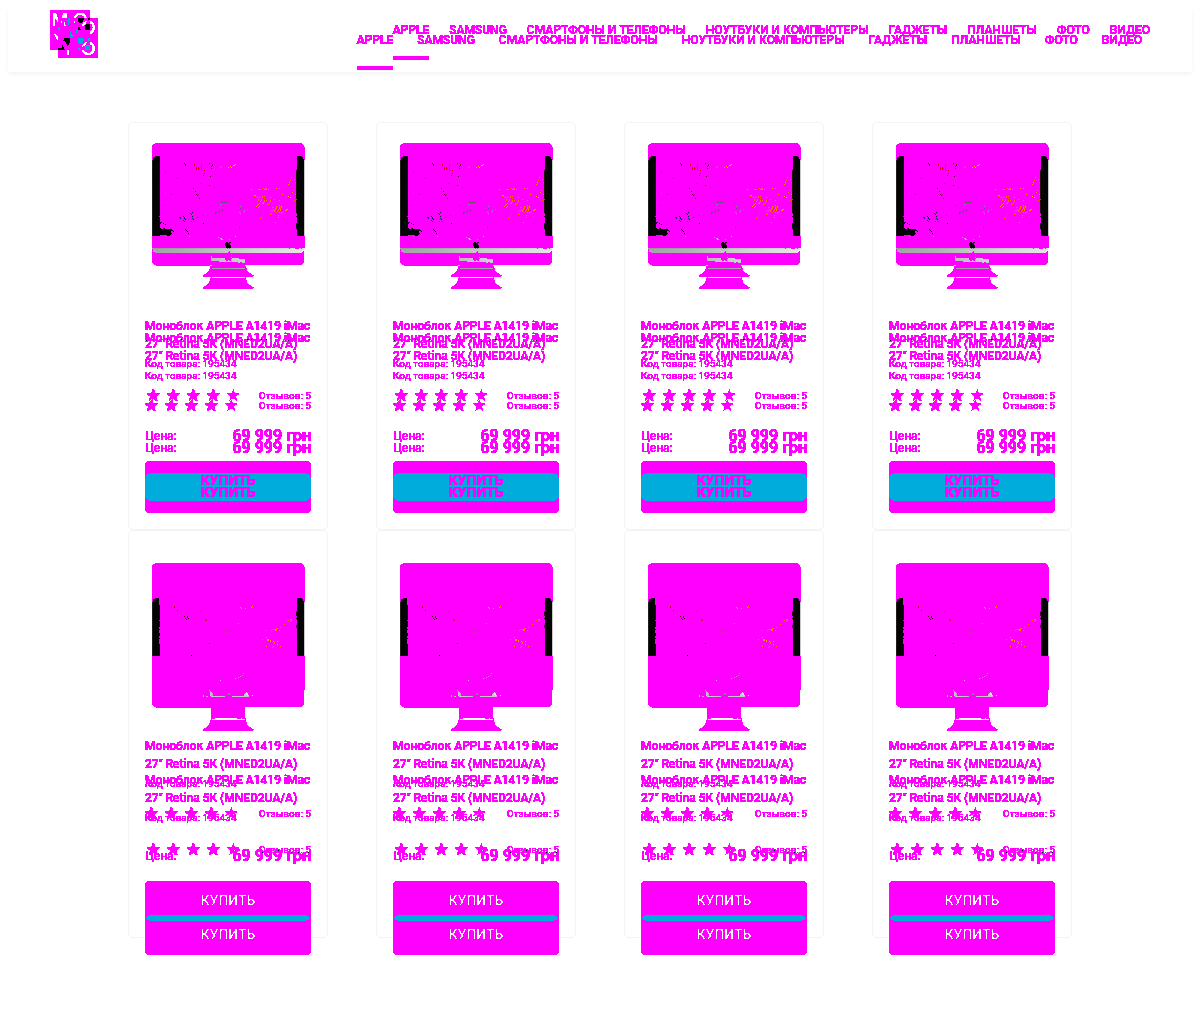 APPLE SAMSUNG СМАРТФОНЫ И ТЕЛЕФОНЫ НОУТБУКИ И КОМПЬЮТЕРЫ ГАДЖЕТЫ ПЛАНШЕТЫ ФОТО ВИДЕО
APPLE SAMSUNG СМАРТФОНЫ И ТЕЛЕФОНЫ НОУТБУКИ И КОМПЬЮТЕРЫ ГАДЖЕТЫ ПЛАНШЕТЫ ФОТО ВИДЕО
Моноблок APPLE A1419 iMac Моноблок APPLE A1419 iMac Моноблок APPLE A1419 iMac Моноблок APPLE A1419 iMac
Моноблок APPLE A1419 iMac Моноблок APPLE A1419 iMac Моноблок APPLE A1419 iMac Моноблок APPLE A1419 iMac
27" Retina 5K (MNED2UA/A) 27" Retina 5K (MNED2UA/A) 27" Retina 5K (MNED2UA/A) 27" Retina 5K (MNED2UA/A)
27" Retina 5K (MNED2UA/A) 27" Retina 5K (MNED2UA/A) 27" Retina 5K (MNED2UA/A) 27" Retina 5K (MNED2UA/A)
Код товара: 195434 Код товара: 195434 Код товара: 195434 Код товара: 195434
Код товара: 195434 Код товара: 195434 Код товара: 195434 Код товара: 195434
Отзывов: 5 Отзывов: 5 Отзывов: 5 Отзывов: 5
Отзывов: 5 Отзывов: 5 Отзывов: 5 Отзывов: 5
Цена: 69 999 грн Цена: 69 999 грн Цена: 69 999 грн Цена: 69 999 грн
Цена: 69 999 грн Цена: 69 999 грн Цена: 69 999 грн Цена: 69 999 грн
КУПИТЬ КУПИТЬ КУПИТЬ КУПИТЬ
КУПИТЬ КУПИТЬ КУПИТЬ КУПИТЬ
Моноблок APPLE A1419 iMac Моноблок APPLE A1419 iMac Моноблок APPLE A1419 iMac Моноблок APPLE A1419 iMac
27" Retina 5K (MNED2UA/A) 27" Retina 5K (MNED2UA/A) 27" Retina 5K (MNED2UA/A) 27" Retina 5K (MNED2UA/A)
Моноблок APPLE A1419 iMac Моноблок APPLE A1419 iMac Моноблок APPLE A1419 iMac Моноблок APPLE A1419 iMac
Код товара: 195434 Код товара: 195434 Код товара: 195434 Код товара: 195434
27" Retina 5K (MNED2UA/A) 27" Retina 5K (MNED2UA/A) 27" Retina 5K (MNED2UA/A) 27" Retina 5K (MNED2UA/A)
Отзывов: 5 Отзывов: 5 Отзывов: 5 Отзывов: 5
Код товара: 195434 Код товара: 195434 Код товара: 195434 Код товара: 195434
Отзывов: 5 Отзывов: 5 Отзывов: 5 Отзывов: 5
Цена: 69 999 грн Цена: 69 999 грн Цена: 69 999 грн Цена: 69 999 грн
КУПИТЬ КУПИТЬ КУПИТЬ КУПИТЬ
КУПИТЬ КУПИТЬ КУПИТЬ КУПИТЬ